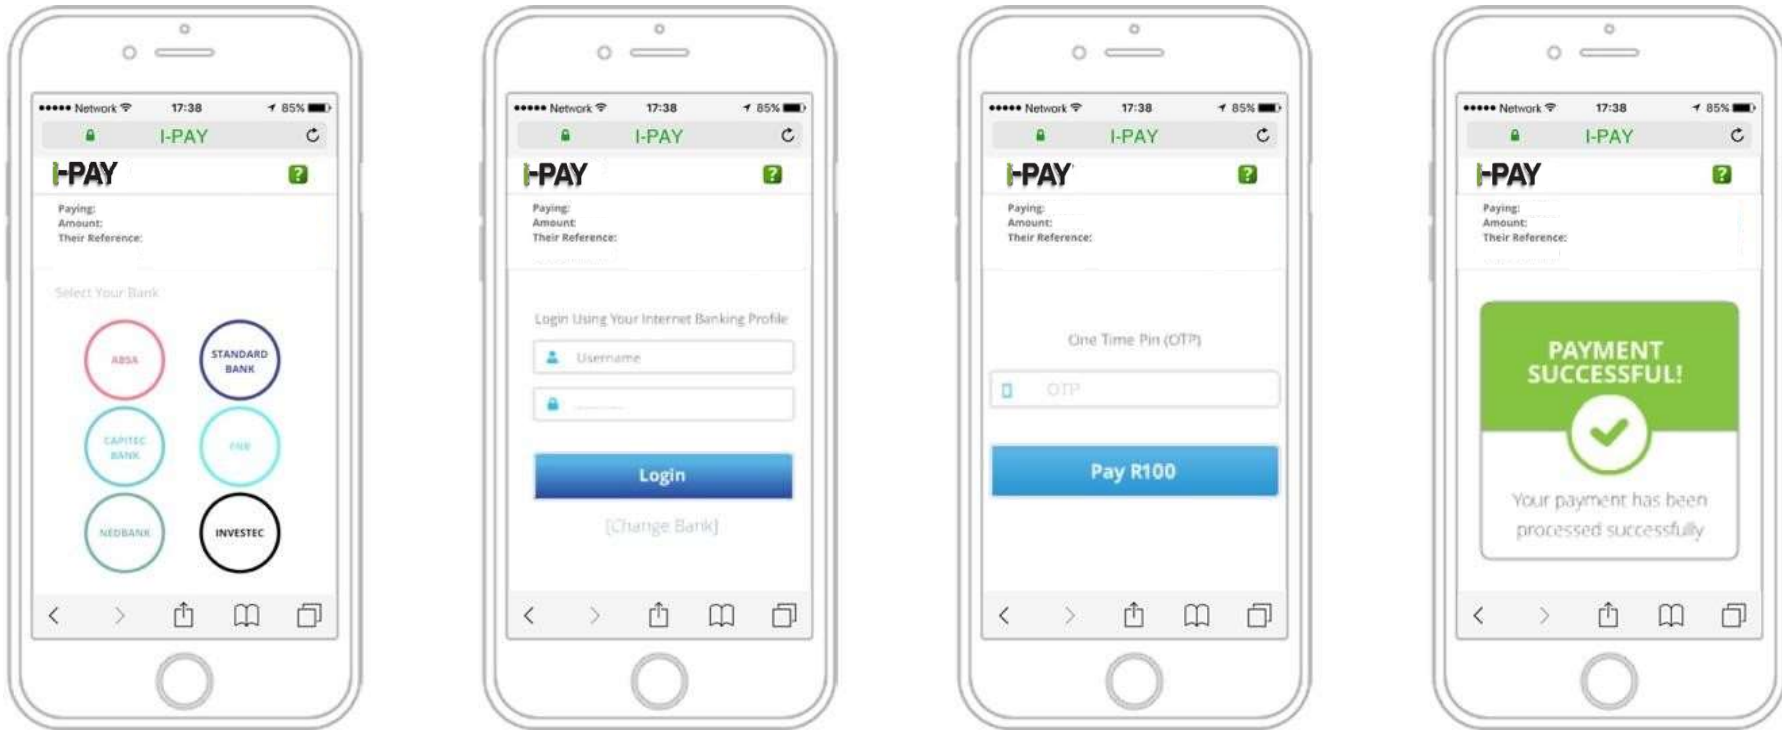 Network 17:38 85%
I-PAY
I-PAY ?
Paying:
Amount:
Their Reference:
Select Your Bank
ABSA
STANDARD
BANK
CAPITEC
BANK
FNB
NEDBANK
INVESTEC
Network 17:38 85%
I-PAY
I-PAY ?
Paying:
Amount:
Their Reference:
Login Using Your Internet Banking Profile
Username
Login
[Change Bank]
Network 17:38 85%
I-PAY
I-PAY ?
Paying:
Amount:
Their Reference:
One Time Pin (OTP)
OTP
Pay R100
Network 17:38 85%
I-PAY
I-PAY ?
Paying:
Amount:
Their Reference:
PAYMENT
SUCCESSFUL!
Your payment has been
processed successfully